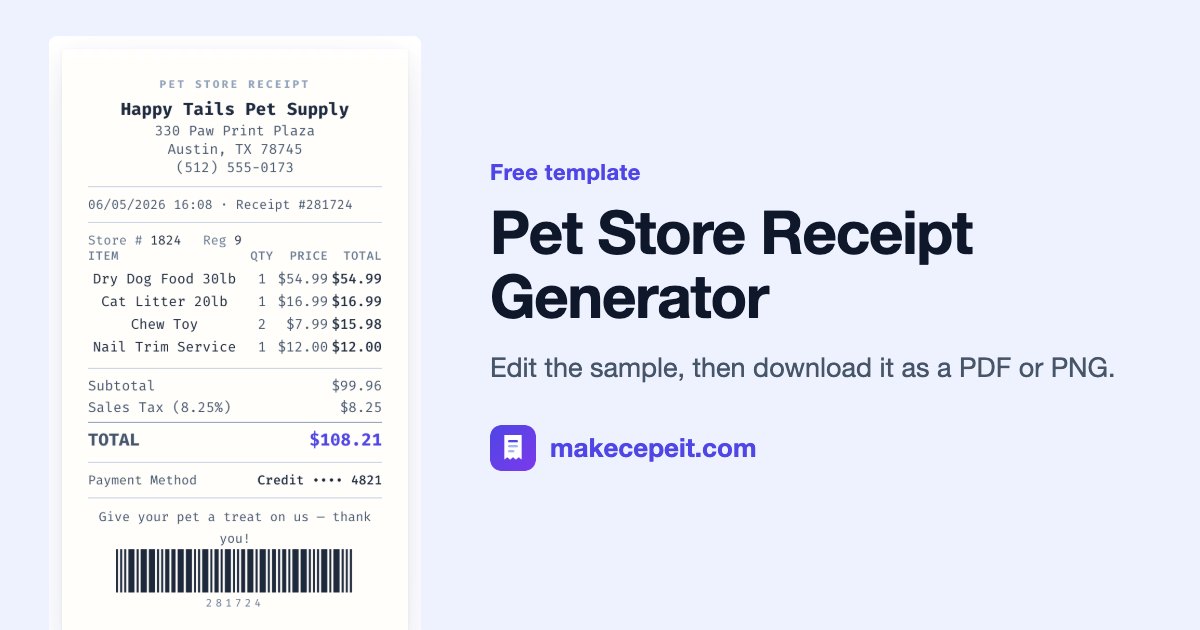 PET STORE RECEIPT
Happy Tails Pet Supply
330 Paw Print Plaza
Austin, TX 78745
(512) 555-0173
06/05/2026 16:08 · Receipt #281724
Store # 1824 Reg 9
ITEM QTY PRICE TOTAL
Dry Dog Food 30lb 1 $54.99 $54.99
Cat Litter 20lb 1 $16.99 $16.99
Chew Toy 2 $7.99 $15.98
Nail Trim Service 1 $12.00 $12.00
Subtotal $99.96
Sales Tax (8.25%) $8.25
TOTAL $108.21
Payment Method Credit •••• 4821
Give your pet a treat on us — thank
you!
281724
Free template
Pet Store Receipt
Generator
Edit the sample, then download it as a PDF or PNG.
makecepeit.com